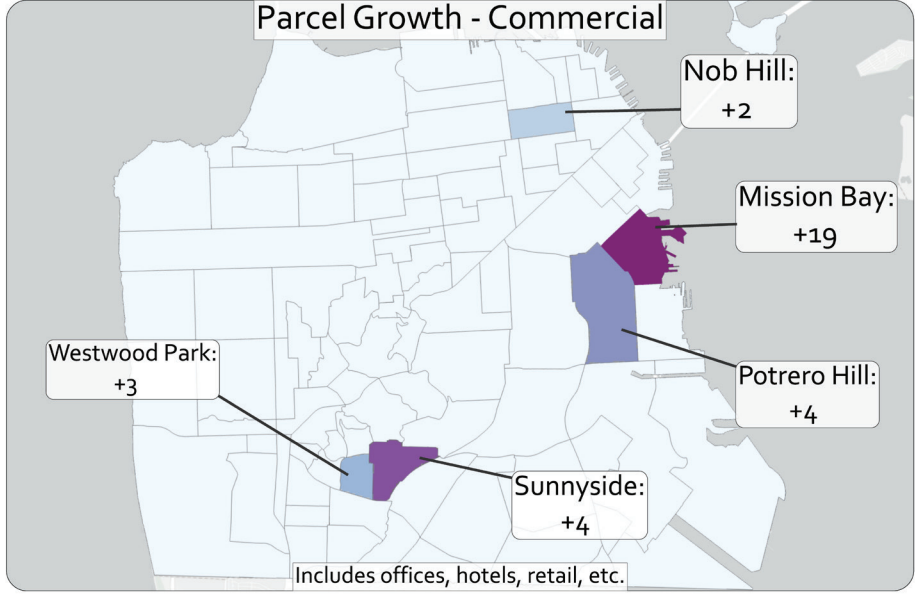 Parcel Growth - Commercial
Nob Hill:
+2
Mission Bay:
+19
Westwood Park:
+3
Potrero Hill:
+4
Sunnyside:
+4
Includes offices, hotels, retail, etc.